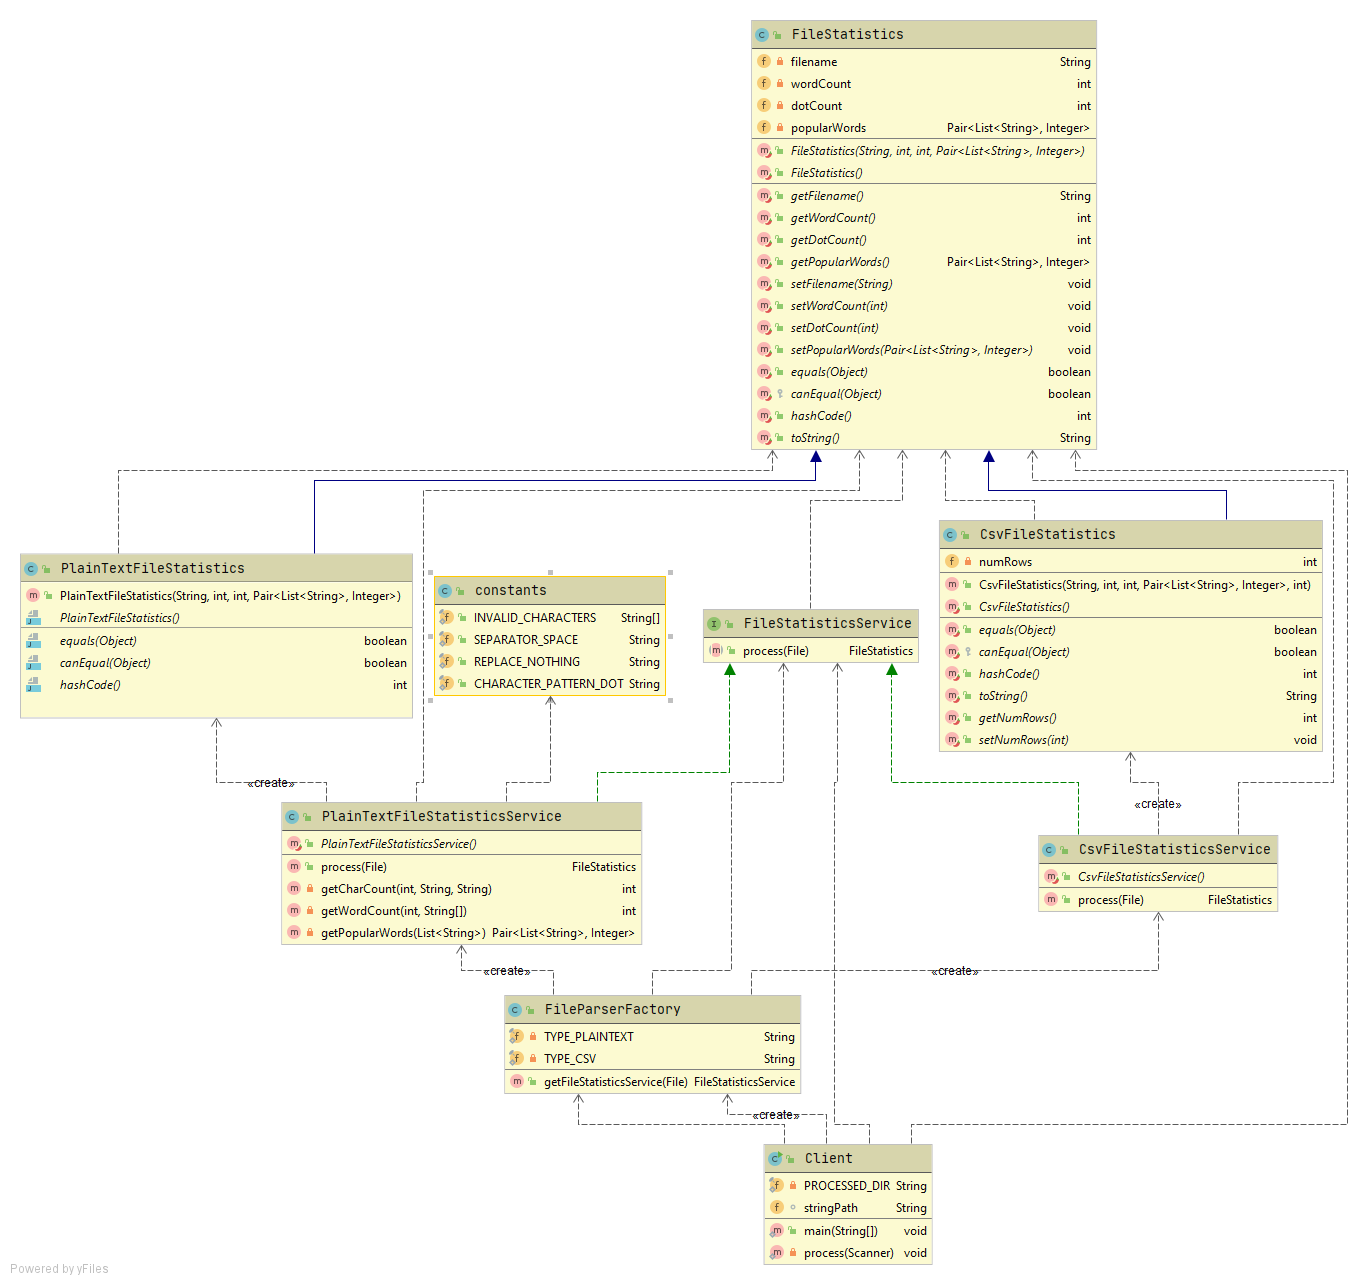 FileStatistics
filename String
wordCount int
dotCount int
popularWords Pair<List<String>, Integer>
FileStatistics(String, int, int, Pair<List<String>, Integer>)
FileStatistics()
getFilename() String
getWordCount() int
getDotCount() int
getPopularWords() Pair<List<String>, Integer>
setFilename(String) void
setWordCount(int) void
setDotCount(int) void
setPopularWords(Pair<List<String>, Integer>) void
equals(Object) boolean
canEqual(Object) boolean
hashCode() int
toString() String
PlainTextFileStatistics
PlainTextFileStatistics(String, int, int, Pair<List<String>, Integer>)
PlainTextFileStatistics()
equals(Object) boolean
canEqual(Object) boolean
hashCode() int
constants
INVALID_CHARACTERS String[]
SEPARATOR_SPACE String
REPLACE_NOTHING String
CHARACTER_PATTERN_DOT String
FileStatisticsService
process(File) FileStatistics
CsvFileStatistics
numRows int
CsvFileStatistics(String, int, int, Pair<List<String>, Integer>, int)
CsvFileStatistics()
equals(Object) boolean
canEqual(Object) boolean
hashCode() int
toString() String
getNumRows() int
setNumRows(int) void
«create»
«create»
PlainTextFileStatisticsService
PlainTextFileStatisticsService()
process(File) FileStatistics
getCharCount(int, String, String) int
getWordCount(int, String[]) int
getPopularWords(List<String>) Pair<List<String>, Integer>
CsvFileStatisticsService
CsvFileStatisticsService()
process(File) FileStatistics
«create»
«create»
FileParserFactory
TYPE_PLAINTEXT String
TYPE_CSV String
getFileStatisticsService(File) FileStatisticsService
«create»
Client
PROCESSED_DIR String
stringPath String
main(String[]) void
process(Scanner) void
Powered by yFiles